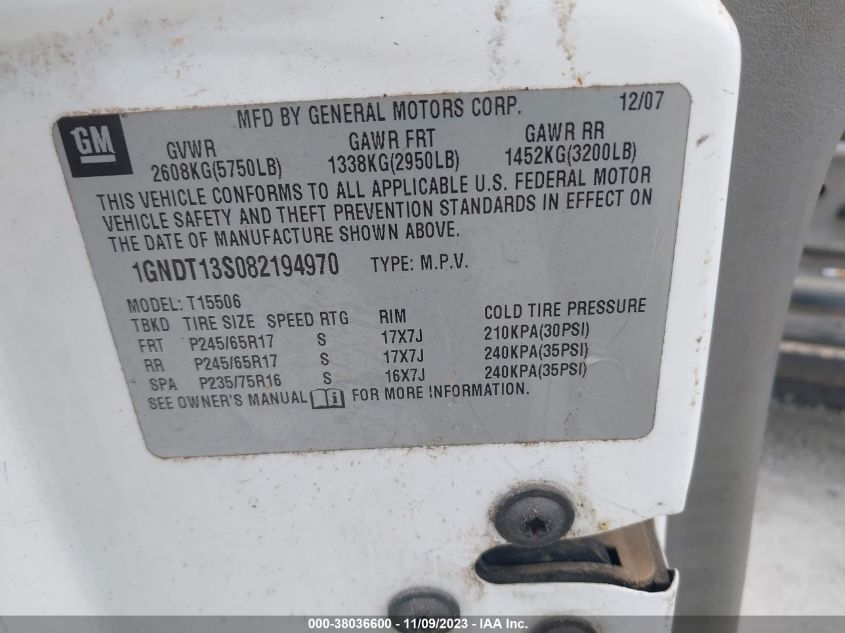 MFD BY GENERAL MOTORS CORP. 12/07
GM
GVWR GAWR FRT GAWR RR
2608KG(5750LB) 1338KG(2950LB) 1452KG(3200LB)
THIS VEHICLE CONFORMS TO ALL APPLICABLE U.S. FEDERAL MOTOR
VEHICLE SAFETY AND THEFT PREVENTION STANDARDS IN EFFECT ON
THE DATE OF MANUFACTURE SHOWN ABOVE.
1GNDT13S082194970 TYPE: M.P.V.
MODEL: T15506
TBKD TIRE SIZE SPEED RTG RIM COLD TIRE PRESSURE
FRT P245/65R17 S 17X7J 210KPA(30PSI)
RR P245/65R17 S 17X7J 240KPA(35PSI)
SPA P235/75R16 S 16X7J 240KPA(35PSI)
SEE OWNER'S MANUAL FOR MORE INFORMATION.
000-38036600 - 11/09/2023 - IAA Inc.